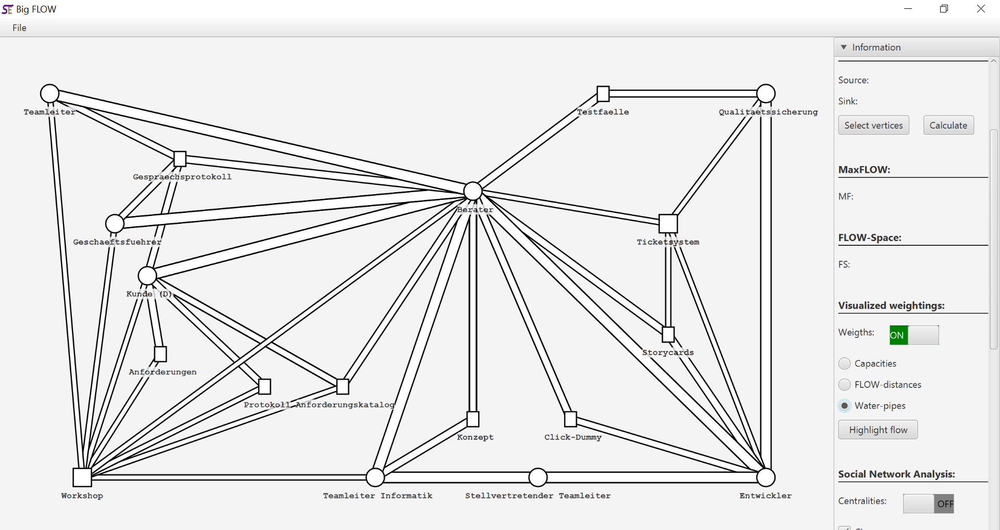 SE Big FLOW
File
Information
Source:
Sink:
Select vertices
Calculate
MaxFLOW:
MF:
FLOW-Space:
FS:
Visualized weightings:
Weigths:
ON
Capacities
FLOW-distances
Water-pipes
Highlight flow
Social Network Analysis:
Centralities:
OFF
Teamleiter
Testfaelle
Qualitaetssicherung
Gespraechsprotokoll
Berater
Geschaeftsfuehrer
Ticketsystem
Kunde (D)
Storycards
Anforderungen
Protokoll
Anforderungskatalog
Konzept
Click-Dummy
Workshop
Teamleiter Informatik
Stellvertretender Teamleiter
Entwickler